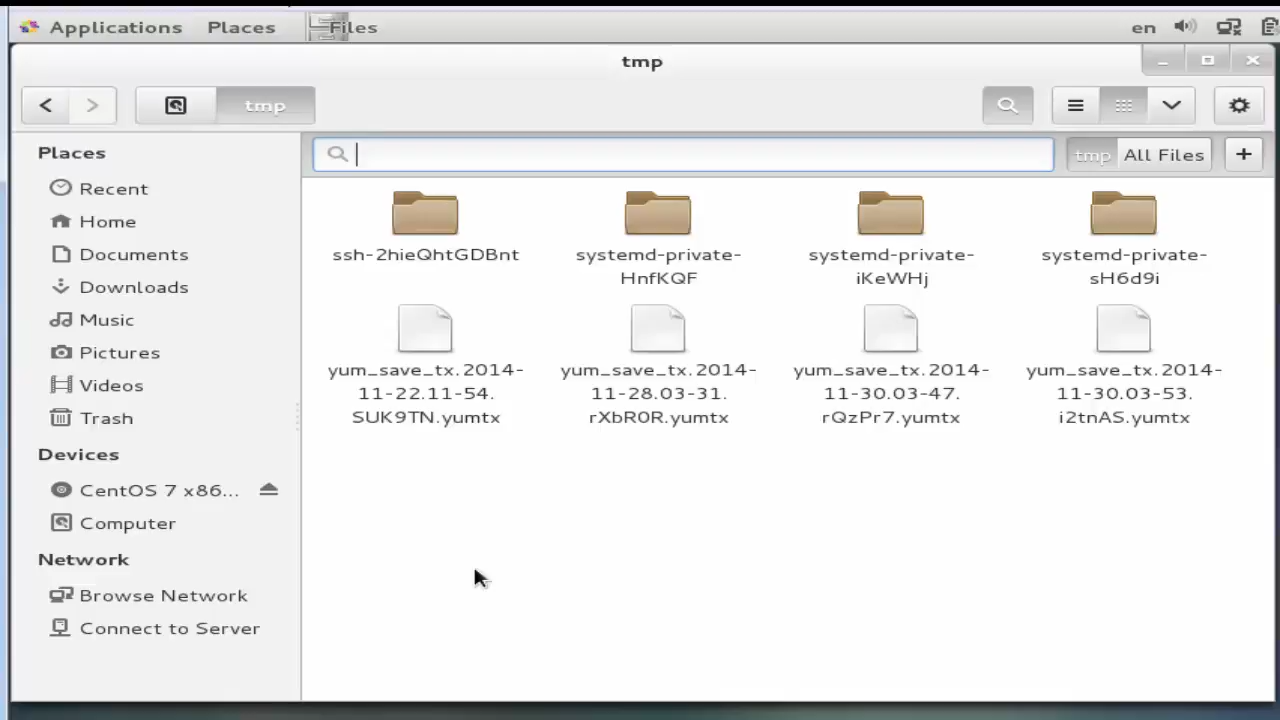 Applications Places Files en
tmp
tmp
Places
tmp All Files +
Recent
Home
Documents
Downloads
Music
Pictures
Videos
Trash
Devices
CentOS 7 x86...
Computer
Network
Browse Network
Connect to Server
ssh-2hieQhtGDBnt
systemd-private-
HnfKQF
systemd-private-
iKeWHj
systemd-private-
sH6d9i
yum_save_tx.2014-
11-22.11-54.
SUK9TN.yumtx
yum_save_tx.2014-
11-28.03-31.
rXbR0R.yumtx
yum_save_tx.2014-
11-30.03-47.
rQzPr7.yumtx
yum_save_tx.2014-
11-30.03-53.
i2tnAS.yumtx